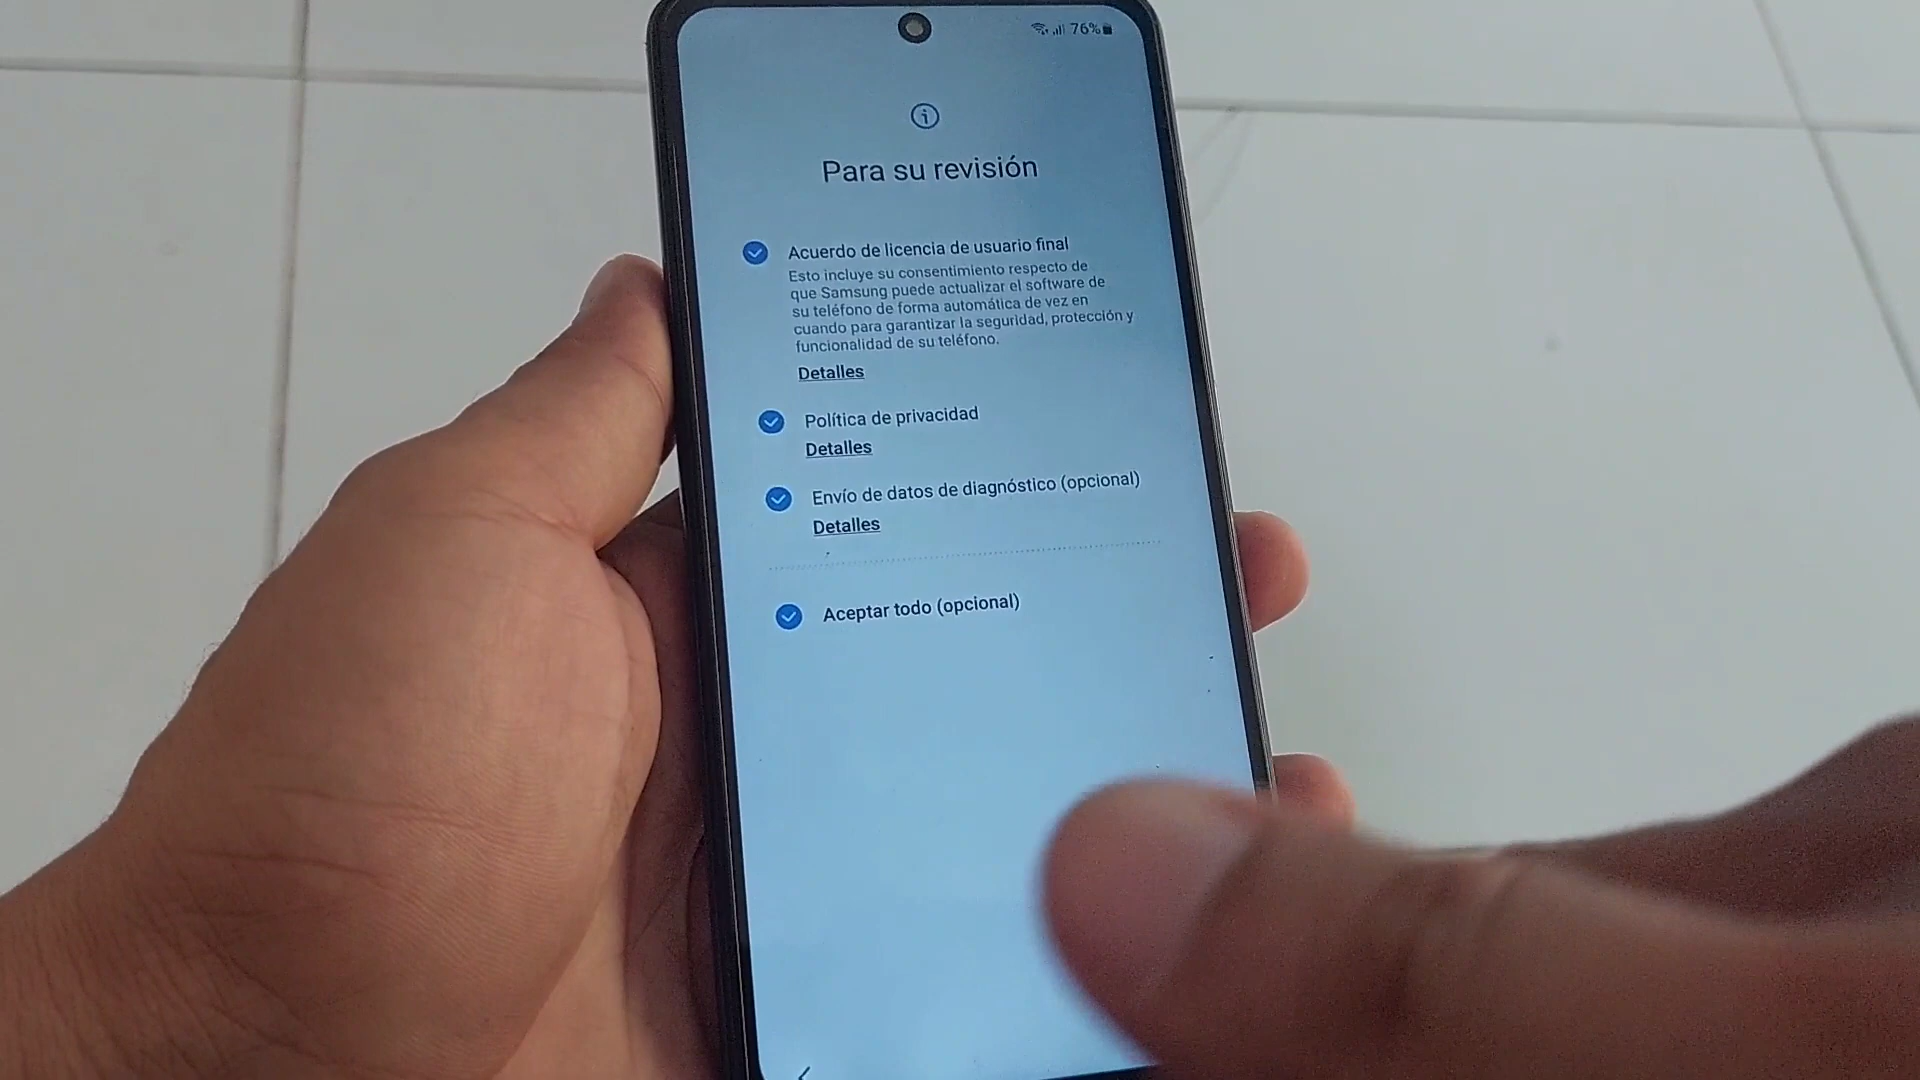 76%
Para su revisión
Acuerdo de licencia de usuario final
Esto incluye su consentimiento respecto de
que Samsung puede actualizar el software de
su teléfono de forma automática de vez en
cuando para garantizar la seguridad, protección y
funcionalidad de su teléfono.
Detalles
Política de privacidad
Detalles
Envío de datos de diagnóstico (opcional)
Detalles
Aceptar todo (opcional)